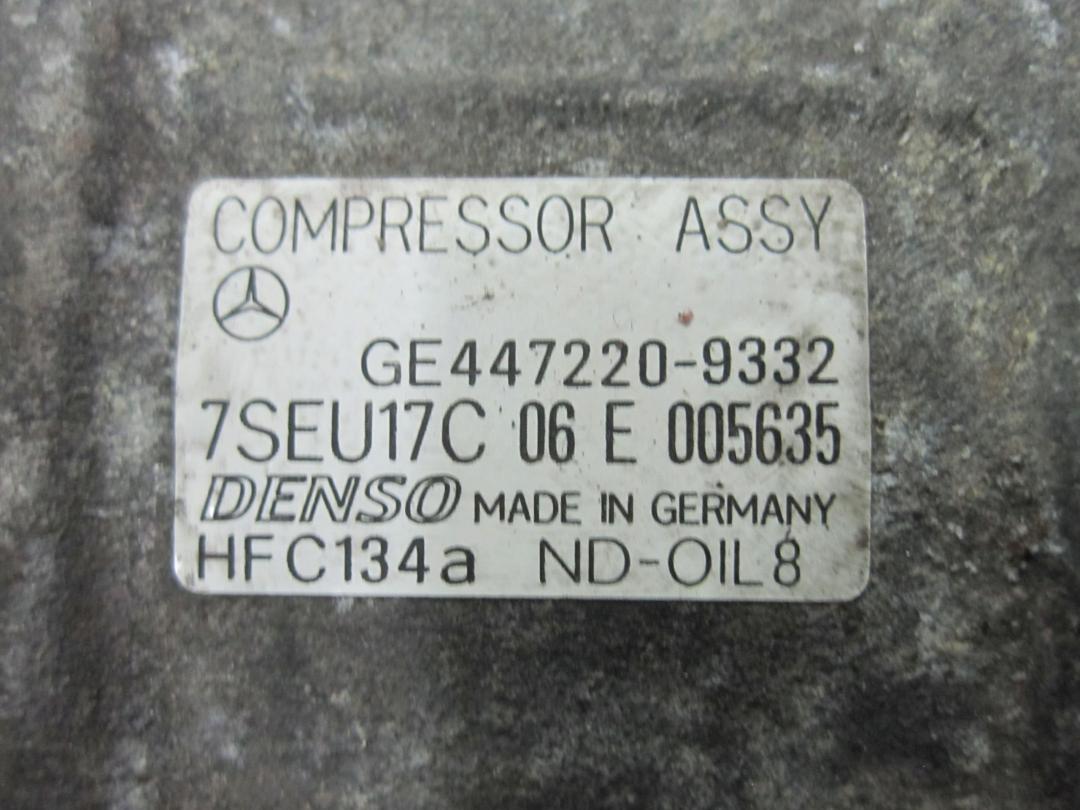 COMPRESSOR ASSY
GE447220-9332
7SEU17C 06 E 005635
DENSO MADE IN GERMANY
HFC134a ND-OIL8